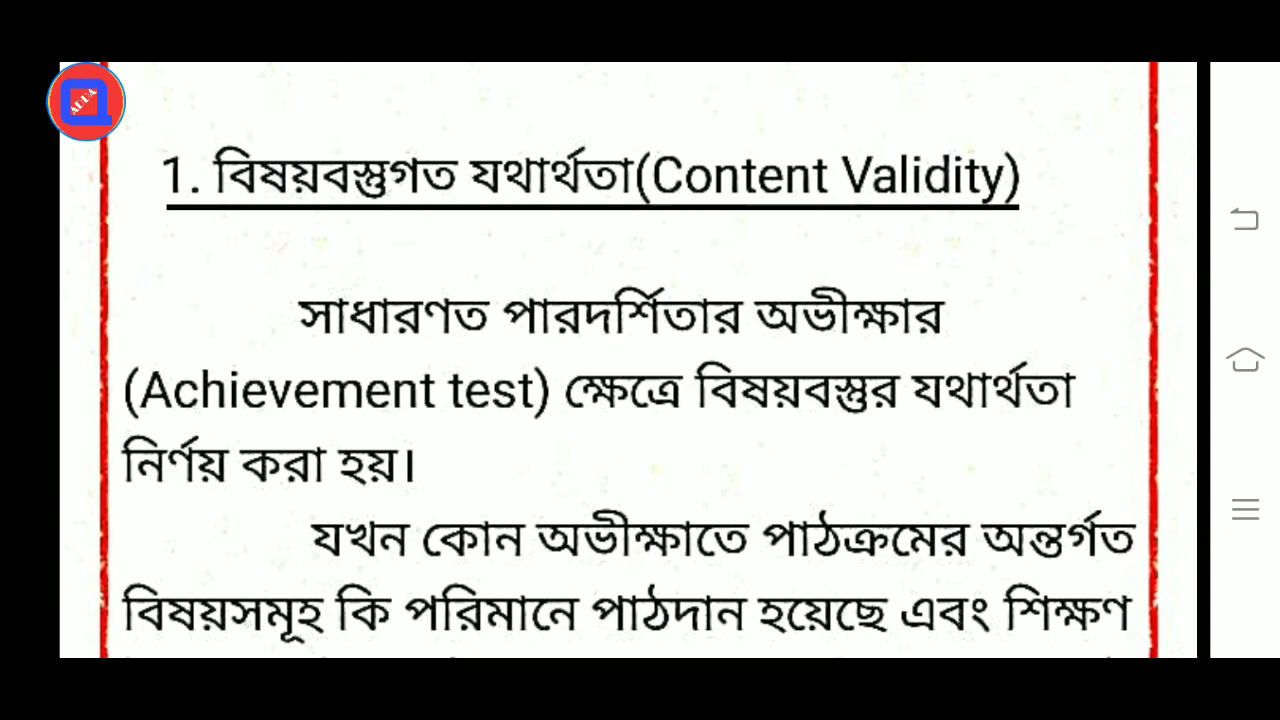 1. বিষয়বস্তুগত যথার্থতা(Content Validity)
সাধারণত পারদর্শিতার অভীক্ষার
(Achievement test) ক্ষেত্রে বিষয়বস্তুর যথার্থতা
নির্ণয় করা হয়।
যখন কোন অভীক্ষাতে পাঠক্রমের অন্তর্গত
বিষয়সমূহ কি পরিমানে পাঠদান হয়েছে এবং শিক্ষণ